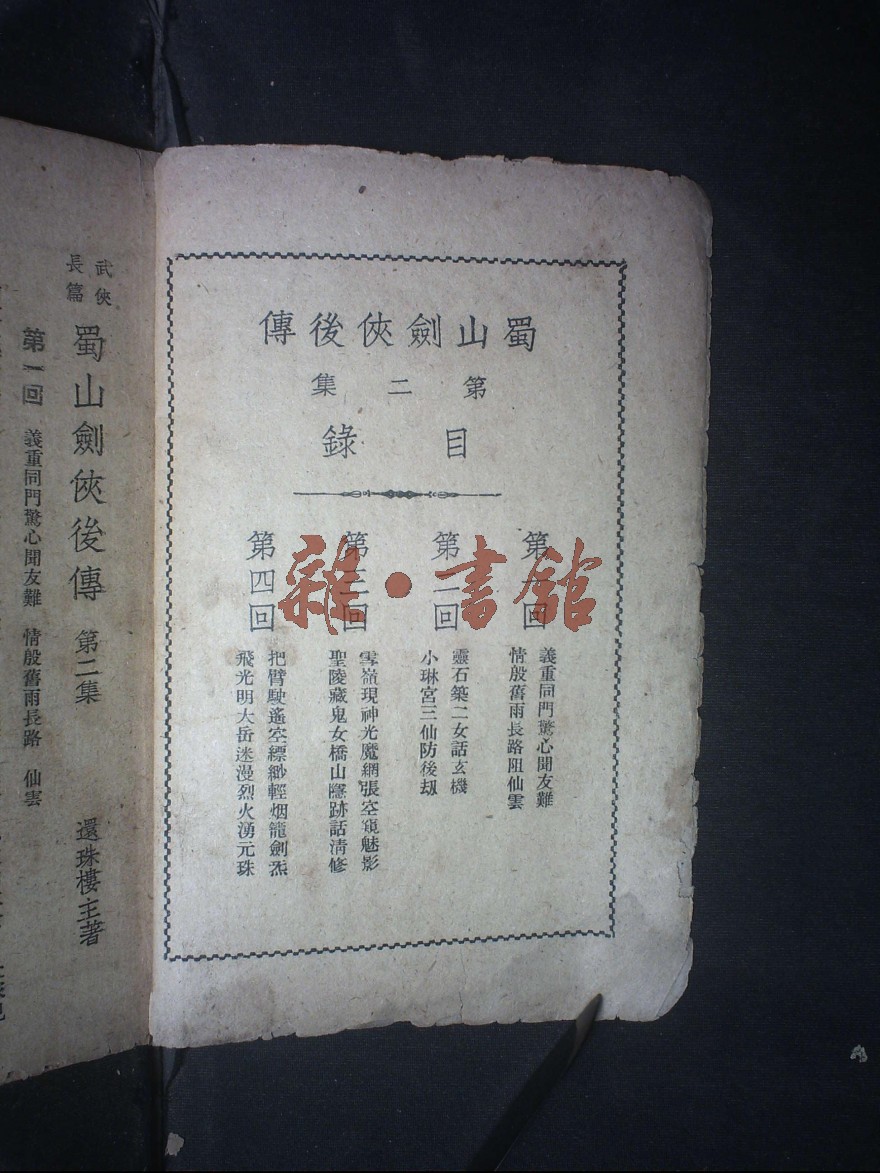 蜀山劍俠後傳
第二集
目錄
第一回
義重同門驚心聞友難
情殷舊雨長路阻仙雲
第二回
靈石築二女話玄機
小琳宮三仙防後劫
第三回
雪嶺現神光魔網張空窺魅影
聖陵藏鬼女橋山隱跡話清修
第四回
把臂駛遙空縹緲輕烟籠劍炁
飛光明大岳迷漫烈火湧元珠
雜·書館
武俠
長篇
蜀山劍俠後傳 第二集 還珠樓主著
第一回 義重同門驚心聞友難 情殷舊雨長路 仙雲